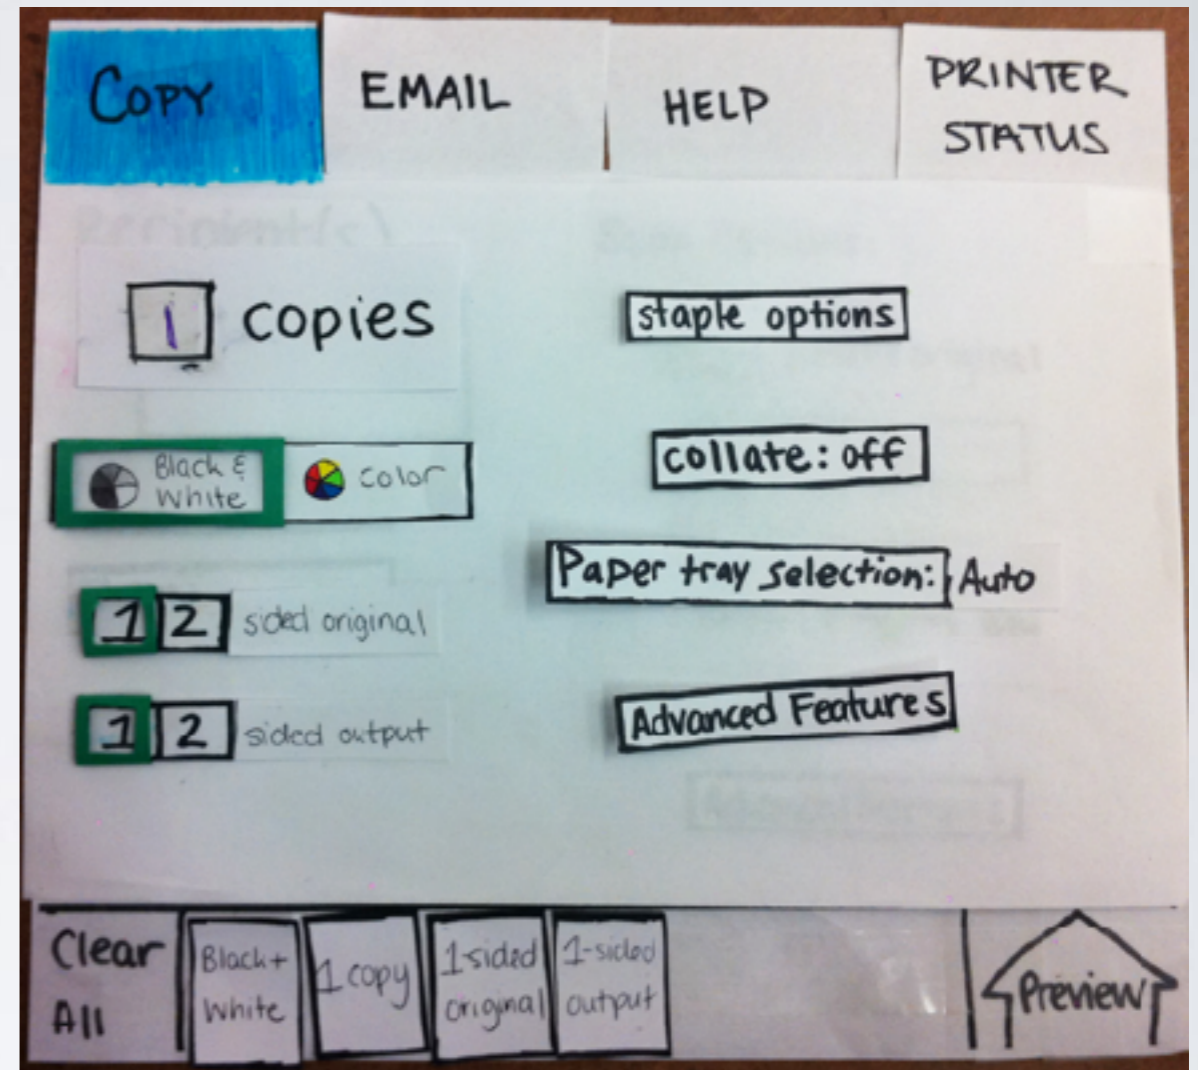 COPY
EMAIL
HELP
PRINTER
STATUS
Recipient(s)
1 copies
staple options
Black &
White
color
collate: off
Paper tray selection: Auto
1 2 sided original
1 2 sided output
Advanced Features
Clear
All
Black+
White
1 copy
1-sided
original
1-sided
output
Preview